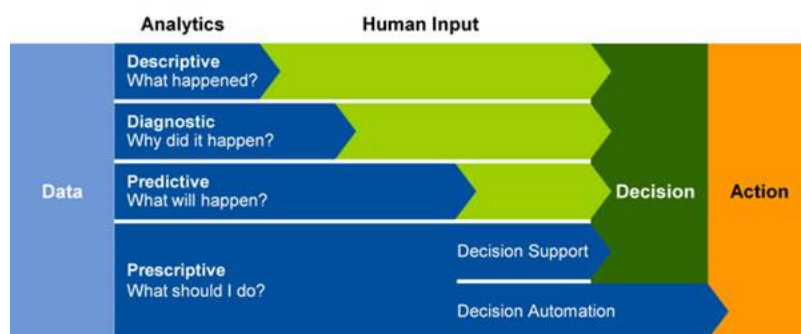 Analytics
Human Input
Descriptive
What happened?
Diagnostic
Why did it happen?
Predictive
What will happen?
Prescriptive
What should I do?
Data
Decision Support
Decision Automation
Decision
Action